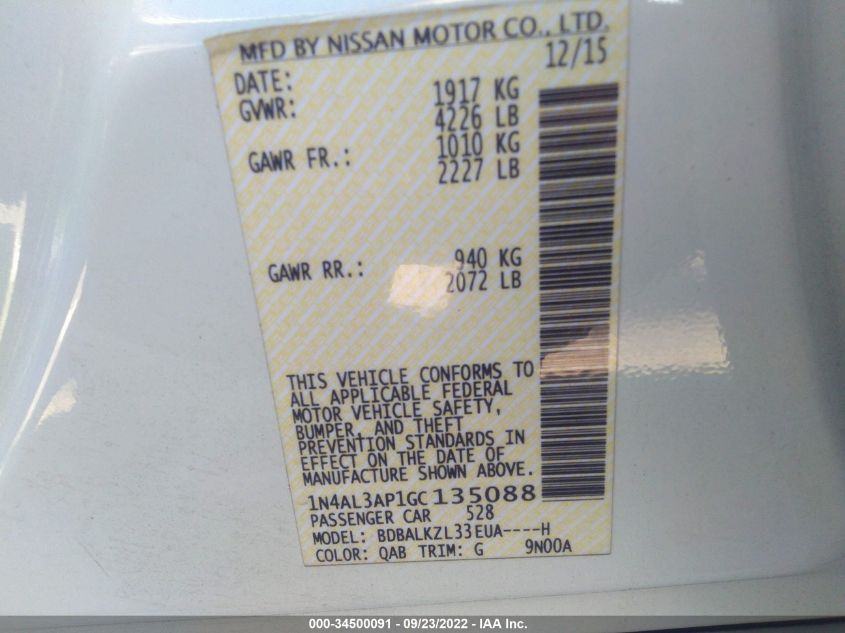 MFD BY NISSAN MOTOR CO., LTD.
DATE: 12/15
GVWR: 1917 KG
4226 LB
GAWR FR.: 1010 KG
2227 LB
GAWR RR.: 940 KG
2072 LB
THIS VEHICLE CONFORMS TO
ALL APPLICABLE FEDERAL
MOTOR VEHICLE SAFETY,
BUMPER, AND THEFT
PREVENTION STANDARDS IN
EFFECT ON THE DATE OF
MANUFACTURE SHOWN ABOVE.
1N4AL3AP1GC135088
PASSENGER CAR 528
MODEL: BDBALKZL33EUA----H
COLOR: QAB TRIM: G 9N00A
000-34500091 - 09/23/2022 - IAA Inc.